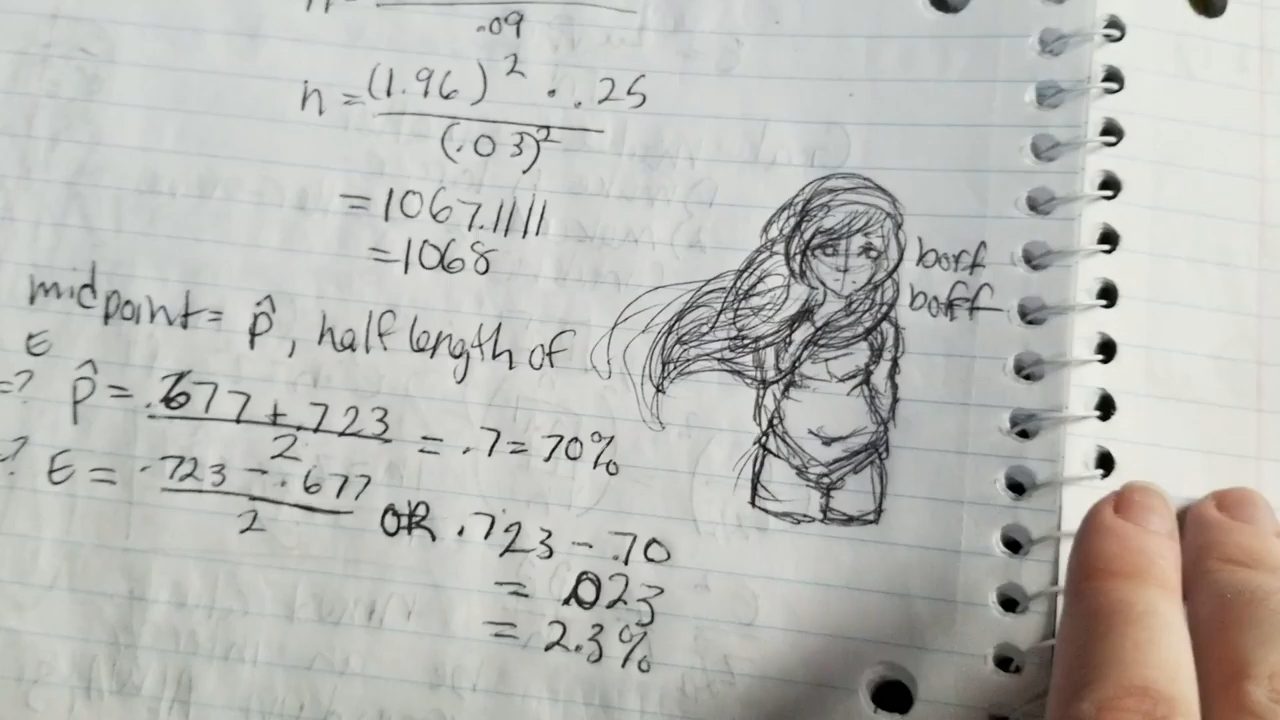 .09
n = (1.96)² · .25
(.03)²
= 1067.1111
= 1068
borf
boff
midpoint = p̂, half length of
E
=? p̂ = .677 + .723
2
= .7 = 70%
? E = .723 - .677
2
OR .723 - .70
= .023
= 2.3%